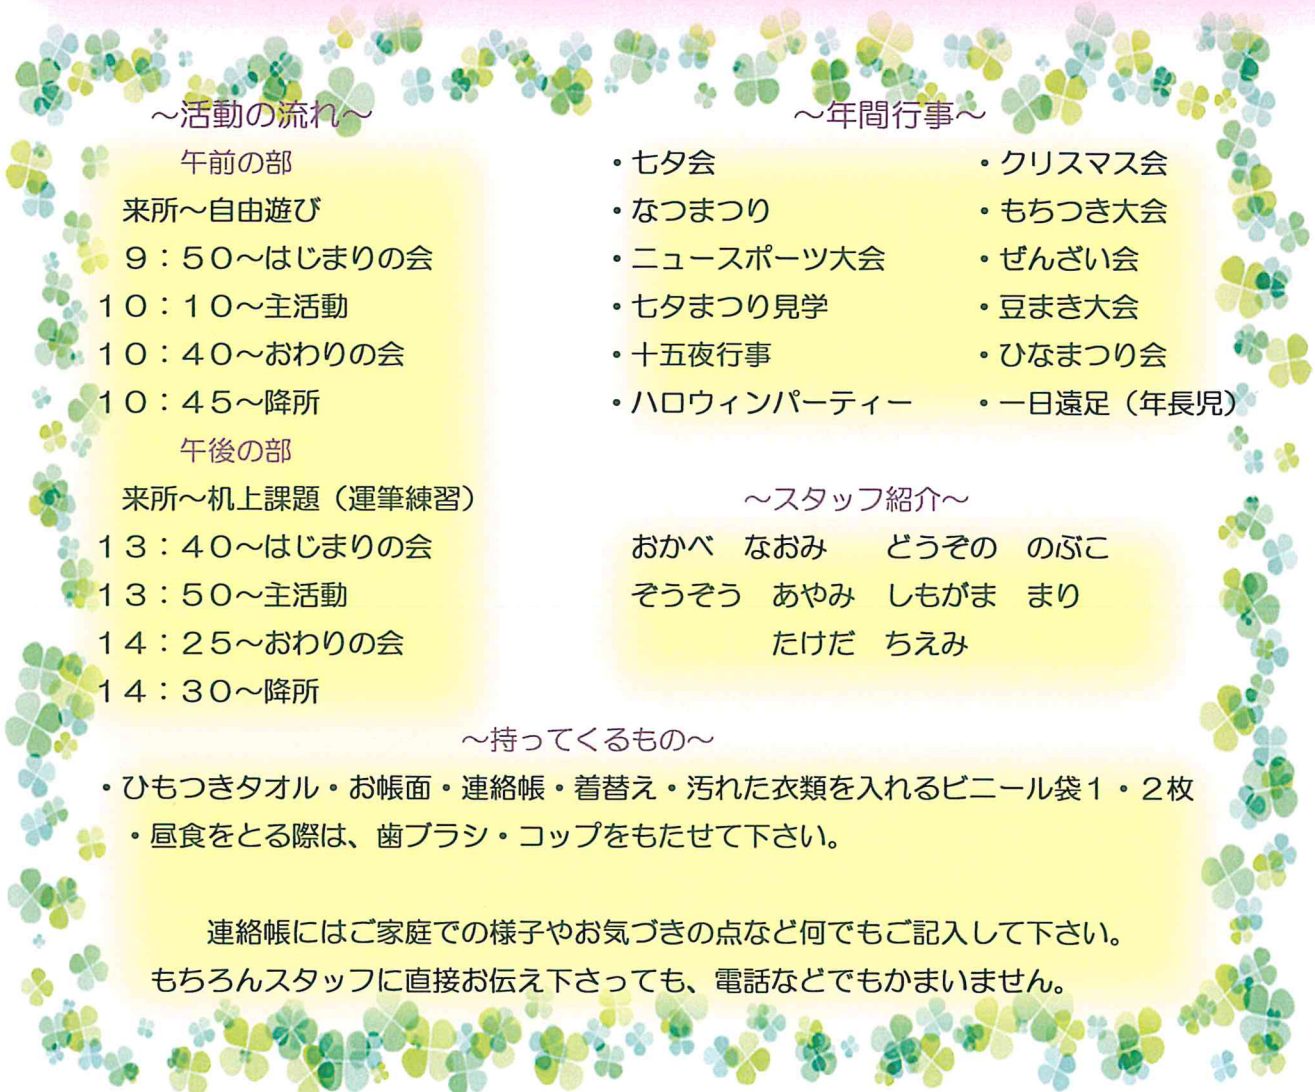 ～活動の流れ～
午前の部
来所～自由遊び
９：５０～はじまりの会
１０：１０～主活動
１０：４０～おわりの会
１０：４５～降所
午後の部
来所～机上課題（運筆練習）
１３：４０～はじまりの会
１３：５０～主活動
１４：２５～おわりの会
１４：３０～降所
～年間行事～
・七夕会　・クリスマス会
・なつまつり　・もちつき大会
・ニュースポーツ大会　・ぜんざい会
・七夕まつり見学　・豆まき大会
・十五夜行事　・ひなまつり会
・ハロウィンパーティー　・一日遠足（年長児）
～スタッフ紹介～
おかべ　なおみ　　どうぞの　のぶこ
ぞうぞう　あやみ　しもがま　まり
たけだ　ちえみ
～持ってくるもの～
・ひもつきタオル・お帳面・連絡帳・着替え・汚れた衣類を入れるビニール袋１・２枚
・昼食をとる際は、歯ブラシ・コップをもたせて下さい。
連絡帳にはご家庭での様子やお気づきの点など何でもご記入して下さい。
もちろんスタッフに直接お伝え下さっても、電話などでもかまいません。